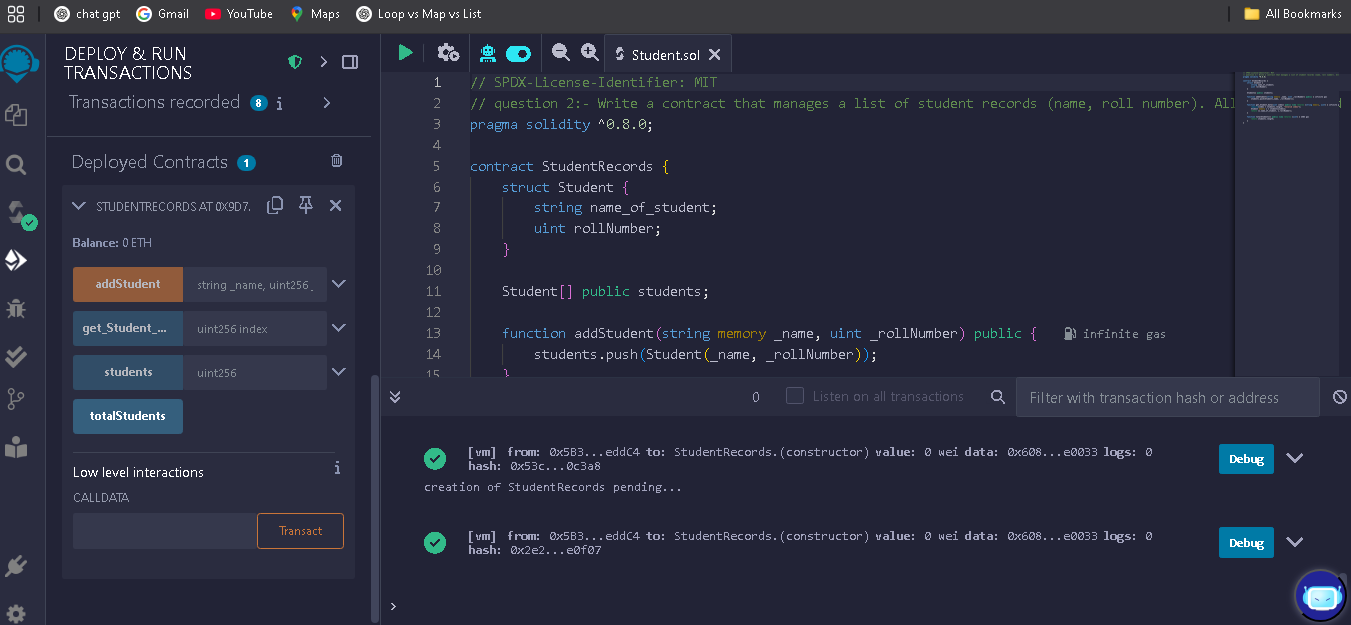 chat gpt Gmail YouTube Maps Loop vs Map vs List All Bookmarks
DEPLOY & RUN
TRANSACTIONS
Transactions recorded 8 i
Deployed Contracts 1
STUDENTRECORDS AT 0X9D7.
Balance: 0 ETH
addStudent string _name, uint256 _
get_Student_... uint256 index
students uint256
totalStudents
Low level interactions i
CALLDATA
Transact
Student.sol
1 // SPDX-License-Identifier: MIT
2 // question 2:- Write a contract that manages a list of student records (name, roll number). All
3 pragma solidity ^0.8.0;
4
5 contract StudentRecords {
6 struct Student {
7 string name_of_student;
8 uint rollNumber;
9 }
10
11 Student[] public students;
12
13 function addStudent(string memory _name, uint _rollNumber) public { infinite gas
14 students.push(Student(_name, _rollNumber));
15 }
0 Listen on all transactions Filter with transaction hash or address
[vm] from: 0x5B3...eddC4 to: StudentRecords.(constructor) value: 0 wei data: 0x608...e0033 logs: 0
hash: 0x53c...0c3a8
Debug
creation of StudentRecords pending...
[vm] from: 0x5B3...eddC4 to: StudentRecords.(constructor) value: 0 wei data: 0x608...e0033 logs: 0
hash: 0x2e2...e0f07
Debug
>